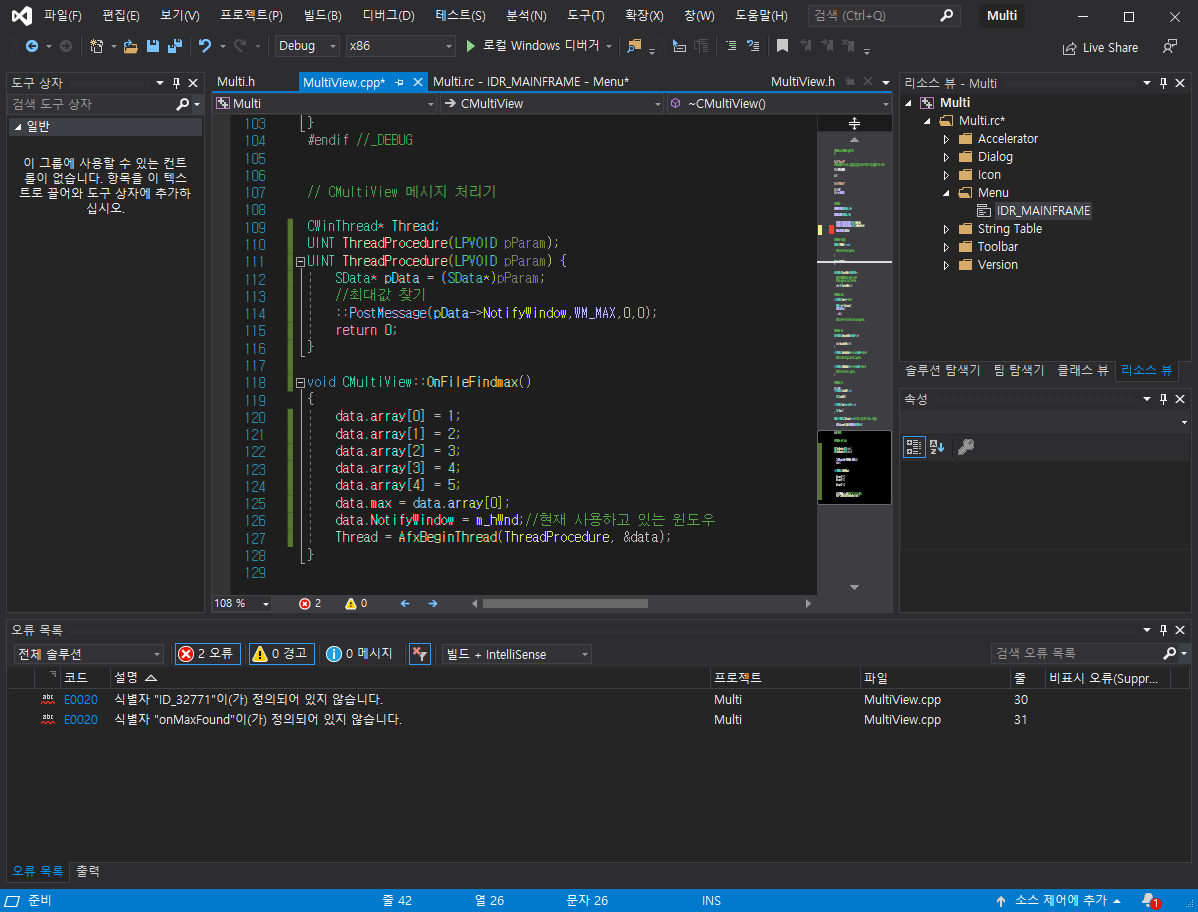 파일(F) 편집(E) 보기(V) 프로젝트(P) 빌드(B) 디버그(D) 테스트(S) 분석(N) 도구(T) 확장(X) 창(W) 도움말(H) 검색 (Ctrl+Q) Multi
Debug x86 로컬 Windows 디버거 Live Share
도구 상자
검색 도구 상자
일반
이 그룹에 사용할 수 있는 컨트
롤이 없습니다. 항목을 이 텍스
트로 끌어와 도구 상자에 추가하
십시오.
Multi.h MultiView.cpp* Multi.rc - IDR_MAINFRAME - Menu* MultiView.h
Multi CMultiView ~CMultiView()
103 }
104 #endif //_DEBUG
105
106
107 // CMultiView 메시지 처리기
108
109 CWinThread* Thread;
110 UINT ThreadProcedure(LPVOID pParam);
111 UINT ThreadProcedure(LPVOID pParam) {
112 SData* pData = (SData*)pParam;
113 //최대값 찾기
114 ::PostMessage(pData->NotifyWindow,WM_MAX,0,0);
115 return 0;
116 }
117
118 void CMultiView::OnFileFindmax()
119 {
120 data.array[0] = 1;
121 data.array[1] = 2;
122 data.array[2] = 3;
123 data.array[3] = 4;
124 data.array[4] = 5;
125 data.max = data.array[0];
126 data.NotifyWindow = m_hWnd;//현재 사용하고 있는 윈도우
127 Thread = AfxBeginThread(ThreadProcedure, &data);
128 }
129
108 % 2 0
리소스 뷰 - Multi
Multi
Multi.rc*
Accelerator
Dialog
Icon
Menu
IDR_MAINFRAME
String Table
Toolbar
Version
솔루션 탐색기 팀 탐색기 클래스 뷰 리소스 뷰
속성
오류 목록
전체 솔루션 2 오류 0 경고 0 메시지 빌드 + IntelliSense 검색 오류 목록
코드 설명 프로젝트 파일 줄 비표시 오류(Suppr...
abc E0020 식별자 "ID_32771"이(가) 정의되어 있지 않습니다. Multi MultiView.cpp 30
abc E0020 식별자 "onMaxFound"이(가) 정의되어 있지 않습니다. Multi MultiView.cpp 31
오류 목록 출력
준비 줄 42 열 26 문자 26 INS 소스 제어에 추가 1